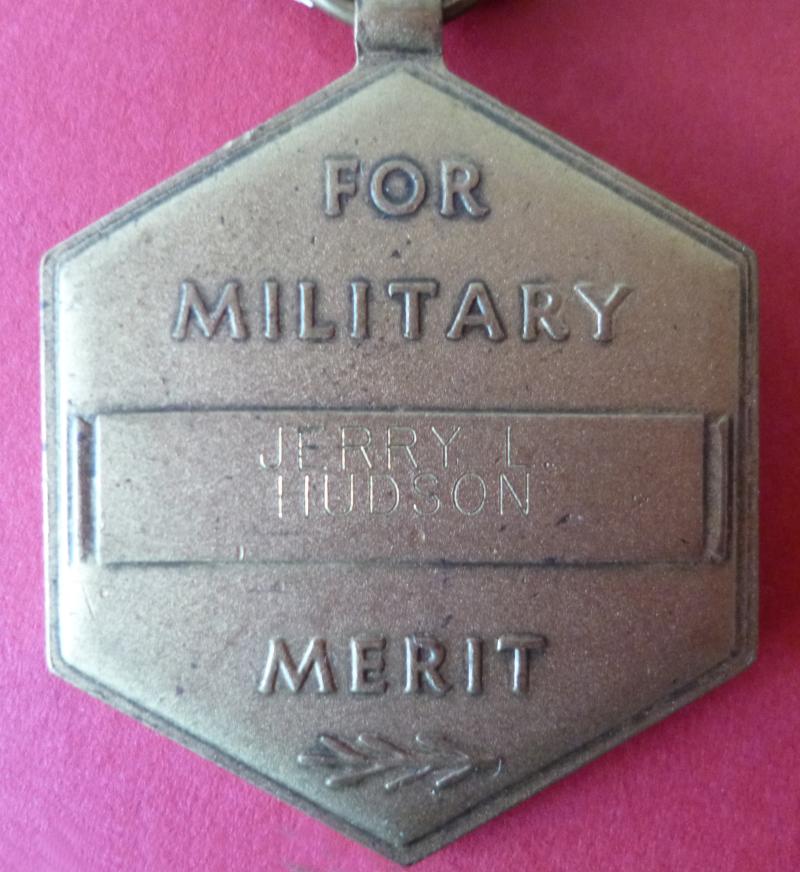 FOR
MILITARY
JERRY L.
HUDSON
MERIT